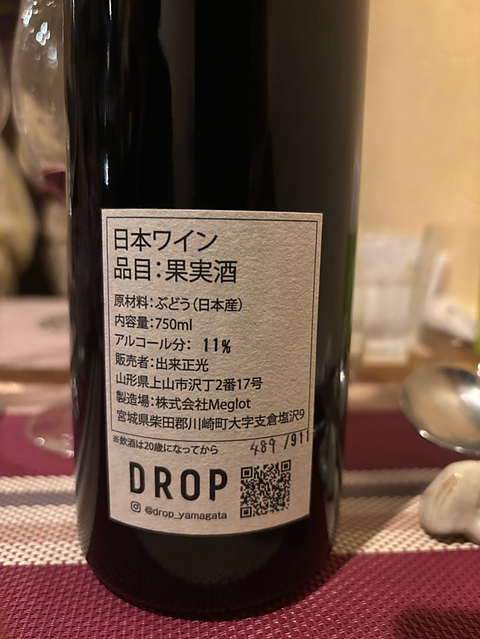 日本ワイン
品目:果実酒
原材料:ぶどう(日本産)
内容量:750ml
アルコール分: 11%
販売者:出来正光
山形県上山市沢丁2番17号
製造場:株式会社Meglot
宮城県柴田郡川崎町大字支倉塩沢9
※飲酒は20歳になってから 489/911
DROP
@drop_yamagata